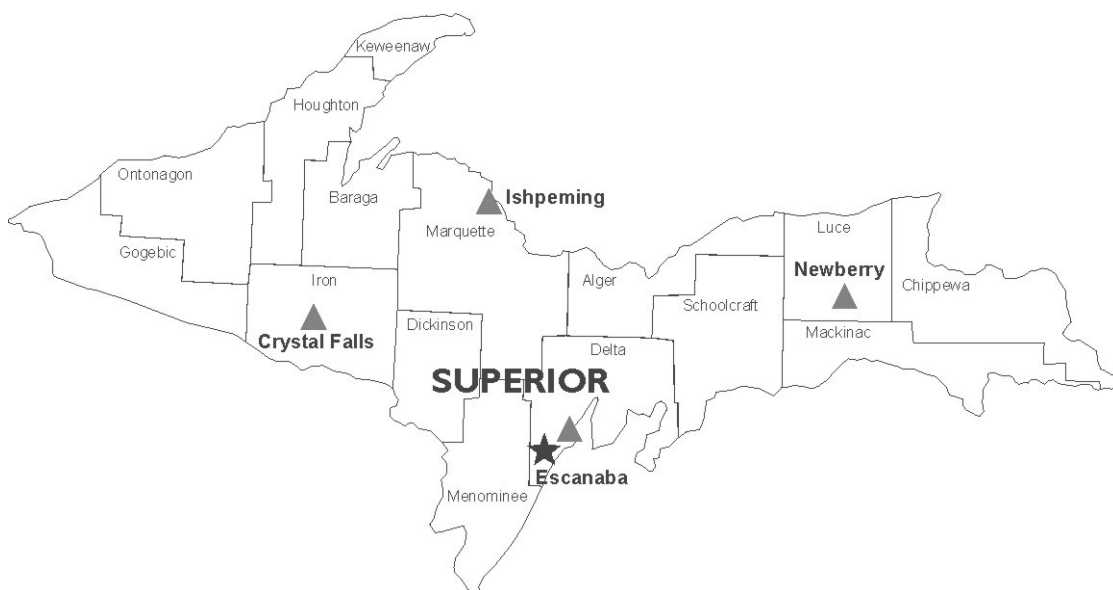 Keweenaw
Houghton
Ontonagon
Baraga
Ishpeming
Marquette
Luce
Gogebic
Newberry
Iron
Alger
Chippewa
Schoolcraft
Dickinson
Mackinac
Crystal Falls
Delta
SUPERIOR
Escanaba
Menominee